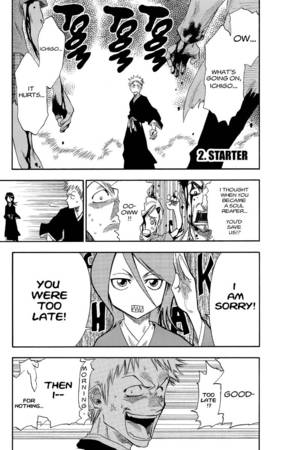 OW...
WHAT'S
GOING ON,
ICHIGO...
ICHIGO...
IT
HURTS...
2. STARTER
I THOUGHT
WHEN YOU
BECAME
A SOUL
REAPER...
YOU'D
SAVE
US!?
OO-
OWW
!!
I AM
SORRY!
YOU
WERE
TOO
LATE!
GOOD-
MORNING-
TOO
LATE
!?
THEN
I--
FOR
NOTHING...